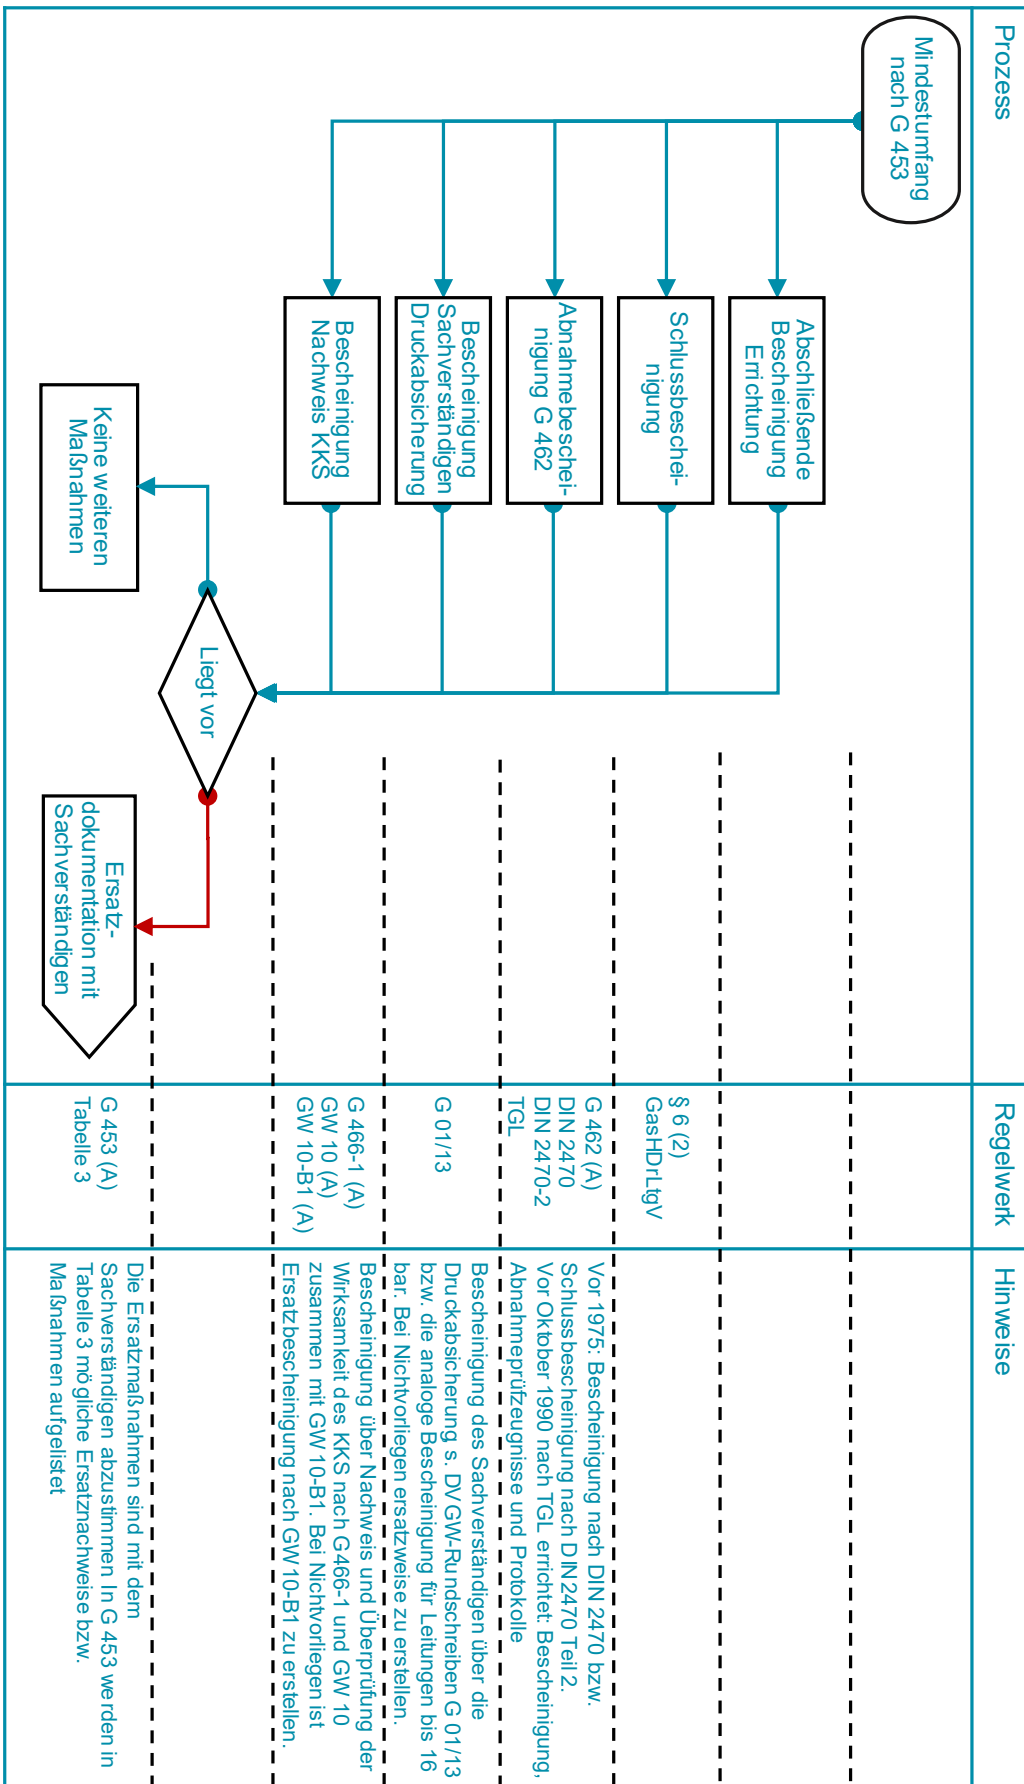 Prozess
Regelwerk
Hinweise
Mindestumfang
nach G 453
Abschließende
Bescheinigung
Errichtung
Schlussbeschei-
nigung
§ 6 (2)
GasHDrLtgV
Abnahmebeschei-
nigung G 462
G 462 (A)
DIN 2470
DIN 2470-2
TGL
Vor 1975: Bescheinigung nach DIN 2470 bzw.
Schlussbescheinigung nach DIN 2470 Teil 2.
Vor Oktober 1990 nach TGL errichtet: Bescheinigung,
Abnahmeprüfzeugnisse und Protokolle
Bescheinigung
Sachverständigen
Druckabsicherung
G 01/13
Bescheinigung des Sachverständigen über die
Druckabsicherung s. DVGW-Rundschreiben G 01/13
bzw. die analoge Bescheinigung für Leitungen bis 16
bar. Bei Nichtvorliegen ersatzweise zu erstellen.
Bescheinigung
Nachweis KKS
G 466-1 (A)
GW 10 (A)
GW 10-B1 (A)
Bescheinigung über Nachweis und Überprüfung der
Wirksamkeit des KKS nach G466-1 und GW 10
zusammen mit GW 10-B1. Bei Nichtvorliegen ist
Ersatzbescheinigung nach GW10-B1 zu erstellen.
Liegt vor
Keine weiteren
Maßnahmen
Ersatz-
dokumentation mit
Sachverständigen
G 453 (A)
Tabelle 3
Die Ersatzmaßnahmen sind mit dem
Sachverständigen abzustimmen In G 453 werden in
Tabelle 3 mögliche Ersatznachweise bzw.
Maßnahmen aufgelistet